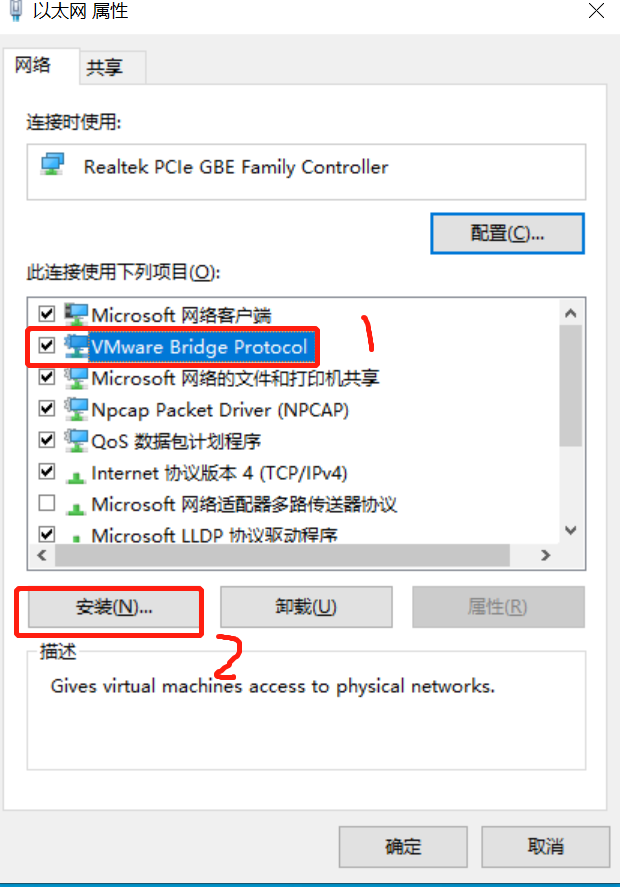 以太网 属性
网络
共享
连接时使用:
Realtek PCIe GBE Family Controller
配置(C)...
此连接使用下列项目(O):
Microsoft 网络客户端
1
VMware Bridge Protocol
Microsoft 网络的文件和打印机共享
Npcap Packet Driver (NPCAP)
QoS 数据包计划程序
Internet 协议版本 4 (TCP/IPv4)
Microsoft 网络适配器多路传送器协议
Microsoft LLDP 协议驱动程序
安装(N)...
卸载(U)
属性(R)
2
描述
Gives virtual machines access to physical networks.
确定
取消